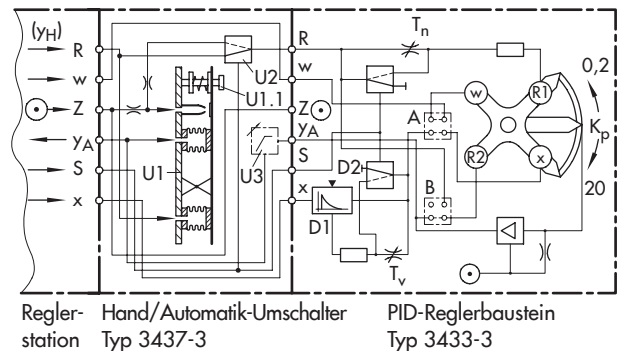 (yH)
R
w
Z
yA
S
x
U1
U1.1
U2
U3
R
w
Z
yA
S
x
D1
D2
Tn
Tv
A
B
w
R1
R2
x
0,2
Kp
20
Regler-
station
Hand/Automatik-Umschalter
Typ 3437-3
PID-Reglerbaustein
Typ 3433-3